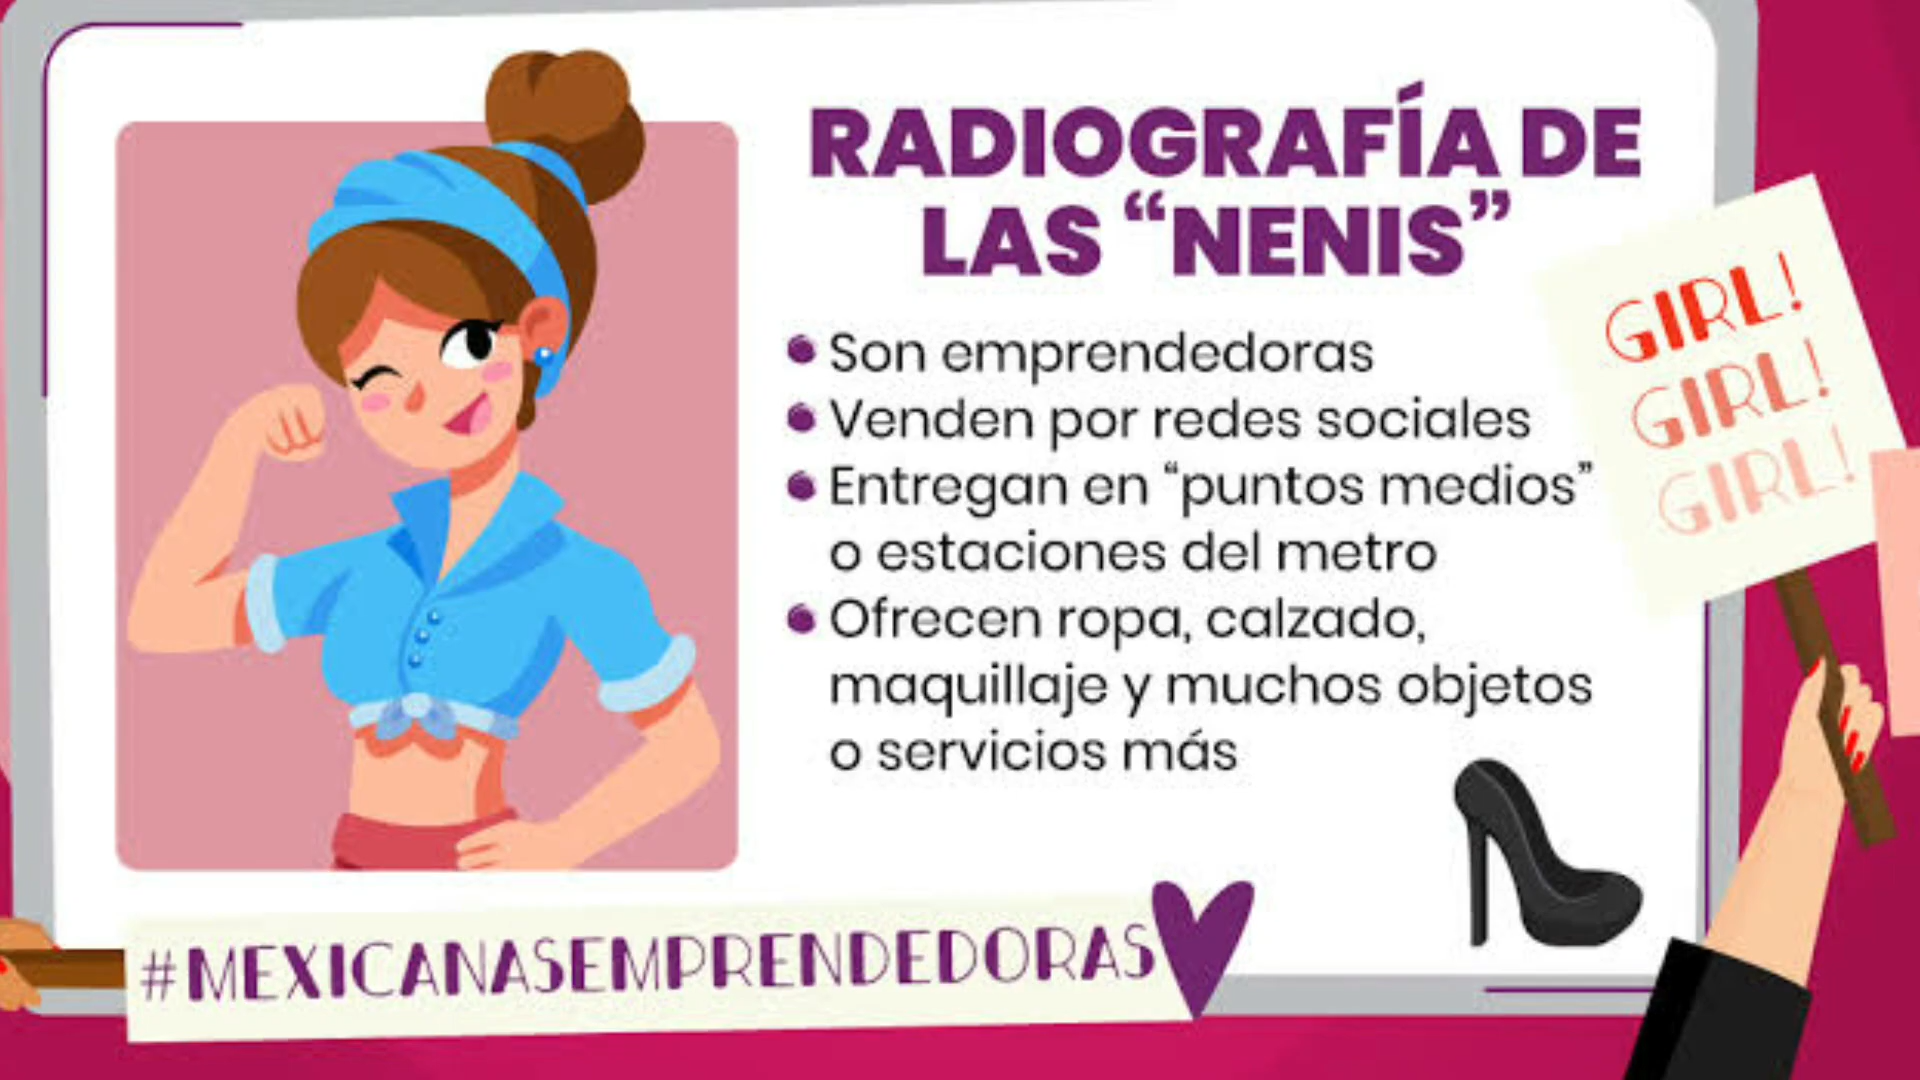 RADIOGRAFÍA DE
LAS “NENIS”
Son emprendedoras
Venden por redes sociales
Entregan en “puntos medios”
o estaciones del metro
Ofrecen ropa, calzado,
maquillaje y muchos objetos
o servicios más
GIRL!
GIRL!
GIRL!
#MEXICANASEMPRENDEDORAS